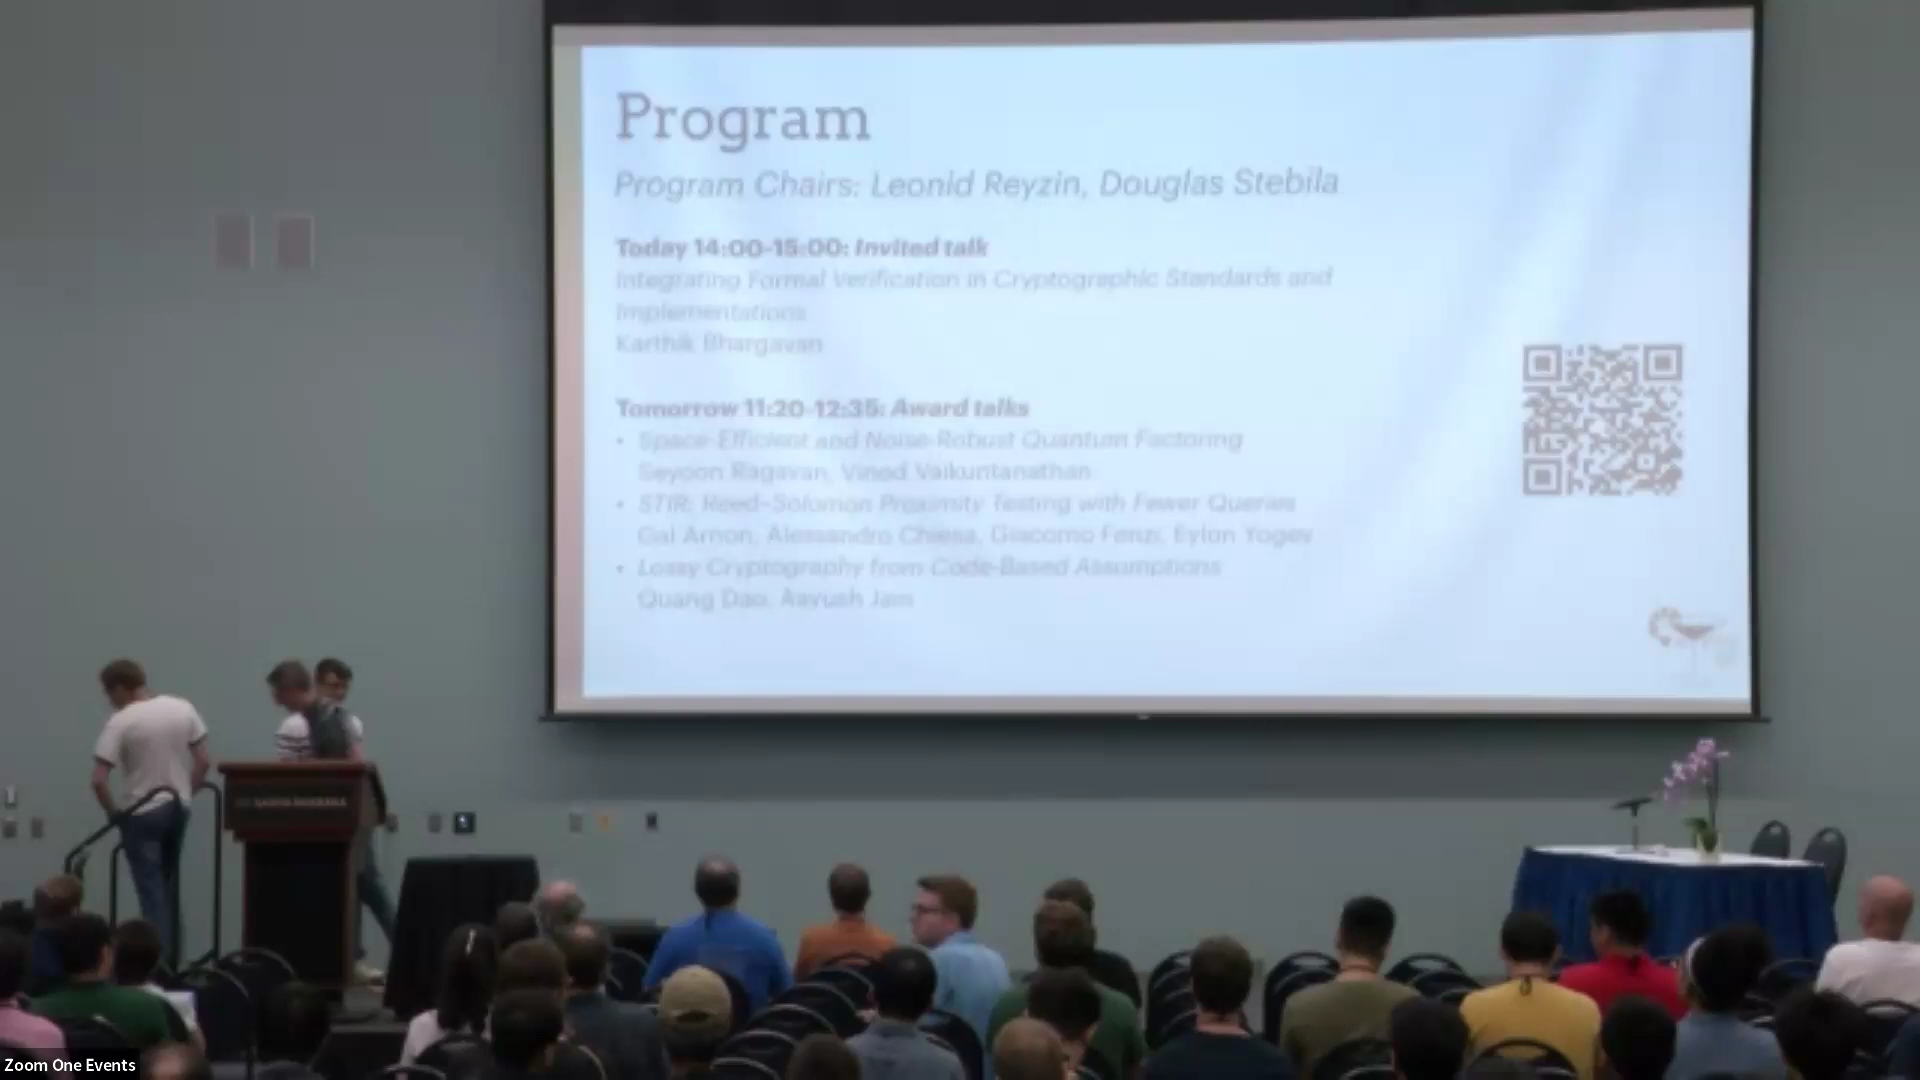 Program
Program Chairs: Leonid Reyzin, Douglas Stebila
Today 14:00-15:00: Invited talk
Integrating Formal Verification in Cryptographic Standards and
Implementations
Karthik Bhargavan
Tomorrow 11:20-12:35: Award talks
• Space-Efficient and Noise-Robust Quantum Factoring
Seyoon Ragavan, Vinod Vaikuntanathan
• STIR: Reed–Solomon Proximity Testing with Fewer Queries
Gal Arnon, Alessandro Chiesa, Giacomo Fenzi, Eylon Yogev
• Lossy Cryptography from Code-Based Assumptions
Quang Dao, Aayush Jain
SANTA BARBARA
Zoom One Events